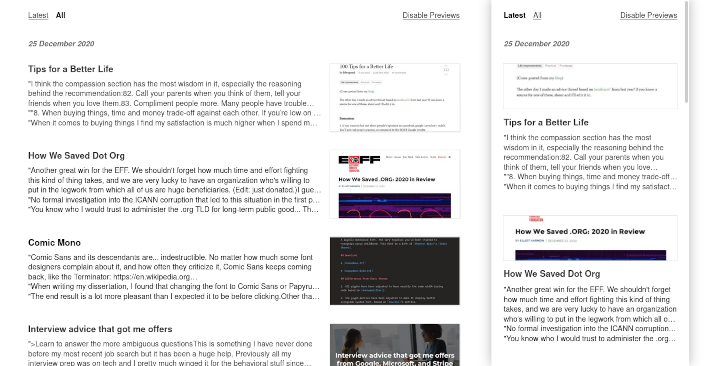 Latest All Disable Previews
25 December 2020
Tips for a Better Life
"I think the compassion section has the most wisdom in it, especially the reasoning
behind the recommendation:82. Call your parents when you think of them, tell your
friends when you love them.83. Compliment people more. Many people have trouble…
""8. When buying things, time and money trade-off against each other. If you're low on …
"When it comes to buying things I find my satisfaction is much higher when I spend m…
100 Tips for a Better Life
How We Saved Dot Org
"Another great win for the EFF. We shouldn't forget how much time and effort fighting
this kind of thing takes, and we are very lucky to have an organization who's willing to
put in the legwork from which all of us are huge beneficiaries. (Edit: just donated.)I gue…
"No formal investigation into the ICANN corruption that led to this situation in the first p…
"You know who I would trust to administer the .org TLD for long-term public good... Th…
EFF
How We Saved .ORG: 2020 in Review
Comic Mono
"Comic Sans and its descendants are... indestructible. No matter how much some font
designers complain about it, and how often they criticize it, Comic Sans keeps coming
back, like the Terminator: https://en.wikipedia.org…
"When writing my dissertation, I found that changing the font to Comic Sans or Papyru…
"The end result is a lot more pleasant than I expected it to be before clicking.Other tha…
Interview advice that got me offers
">Learn to answer the more ambiguous questionsThis is something I have never done
before my most recent job search but it has been a huge help. Previously all my
interview prep was on tech and I pretty much winged it for the behavioral stuff since…
Interview advice that got me offers
from Google, Microsoft, and Stripe
Latest All Disable Previews
25 December 2020
Tips for a Better Life
"I think the compassion section has the most
wisdom in it, especially the reasoning behind the
recommendation:82. Call your parents when you
think of them, tell your friends when you love…
""8. When buying things, time and money trade-off…
"When it comes to buying things I find my satisfact…
How We Saved .ORG: 2020 in Review
How We Saved Dot Org
"Another great win for the EFF. We shouldn't forget
how much time and effort fighting this kind of thing
takes, and we are very lucky to have an organization
who's willing to put in the legwork from which all o…
"No formal investigation into the ICANN corruption…
"You know who I would trust to administer the .org…